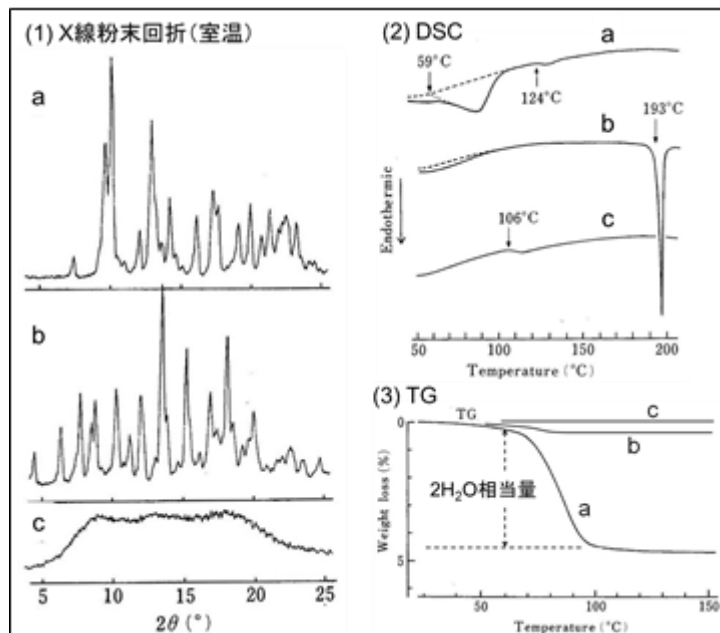 (1) X線粉末回折(室温)
a
b
c
5
10
15
20
25
2θ (°)
(2) DSC
a
59°C
124°C
193°C
b
Endothermic
c
106°C
50
100
150
200
Temperature (°C)
(3) TG
0
TG
c
b
2H₂O相当量
a
Weight loss (%)
5
50
100
150
Temperature (°C)